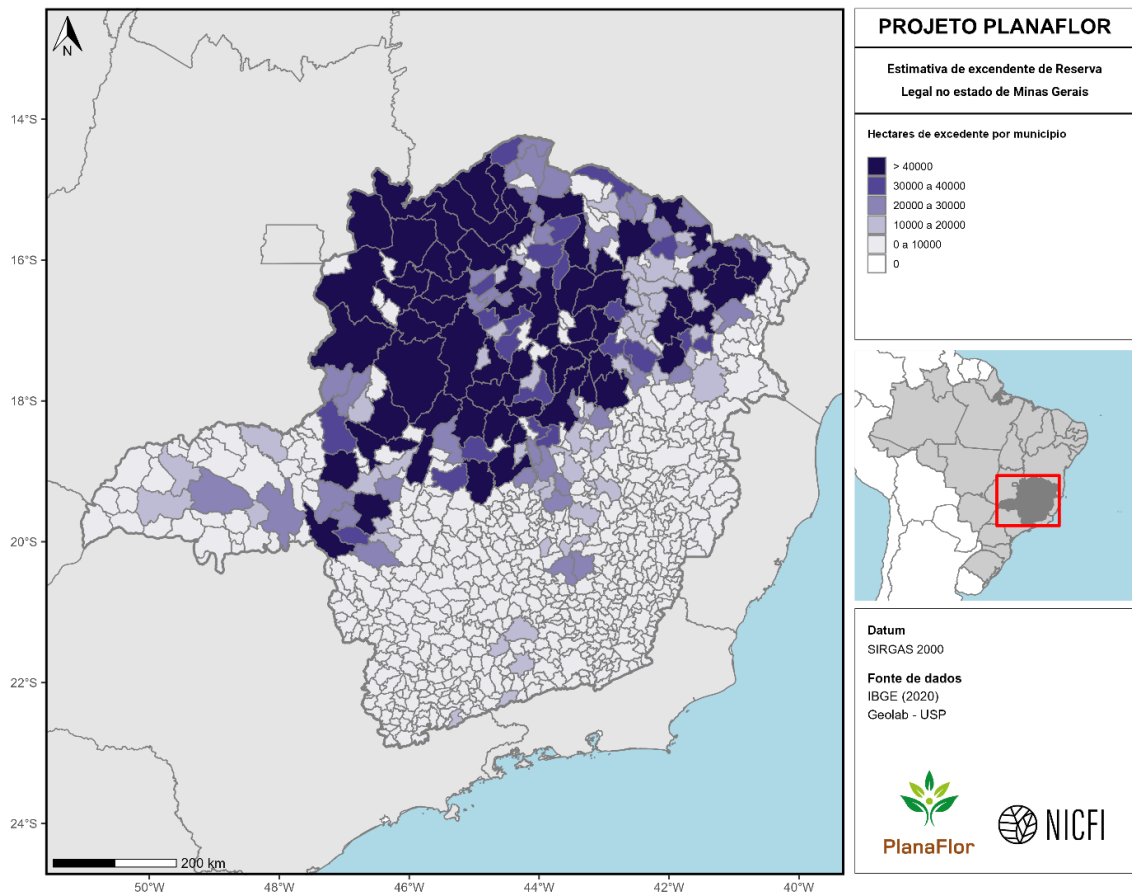 N
14°S
16°S
18°S
20°S
22°S
24°S
200 km
50°W
48°W
46°W
44°W
42°W
40°W
PROJETO PLANAFLOR
Estimativa de excendente de Reserva
Legal no estado de Minas Gerais
Hectares de excedente por município
> 40000
30000 a 40000
20000 a 30000
10000 a 20000
0 a 10000
0
Datum
SIRGAS 2000
Fonte de dados
IBGE (2020)
Geolab - USP
PlanaFlor
NICFI